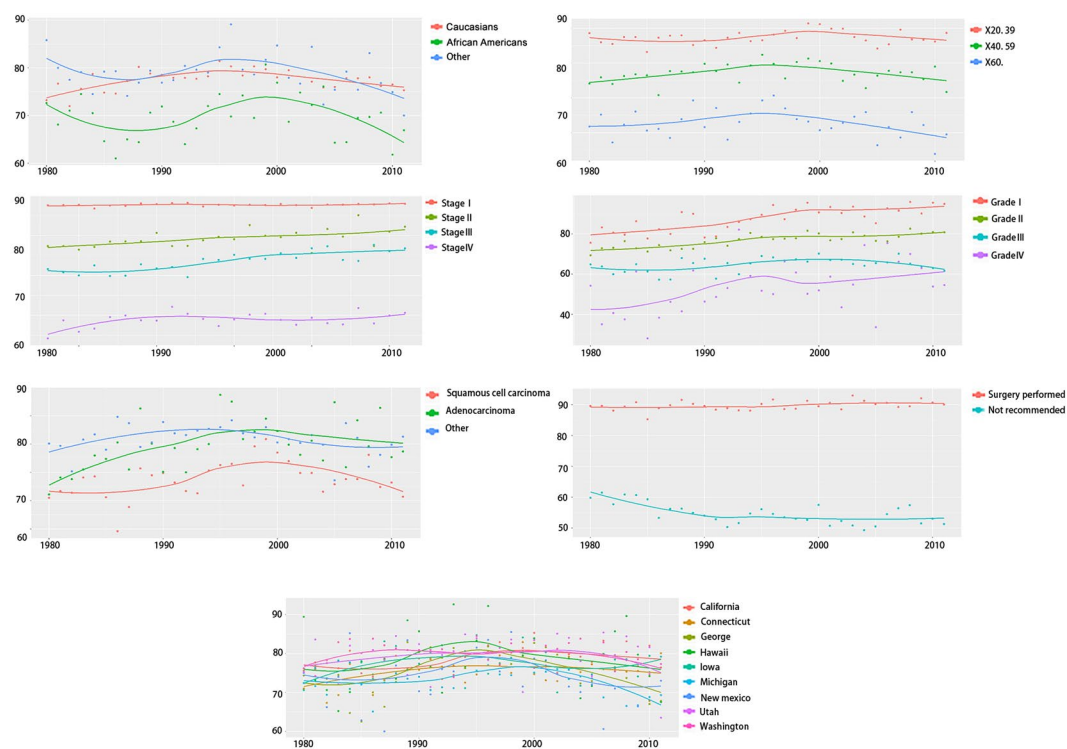 90
80
70
60
1980
1990
2000
2010
Caucasians
African Americans
Other
90
80
70
60
1980
1990
2000
2010
X20. 39
X40. 59
X60.
90
80
70
60
1980
1990
2000
2010
Stage I
Stage II
Stage III
Stage IV
80
60
40
1980
1990
2000
2010
Grade I
Grade II
Grade III
Grade IV
90
80
70
60
1980
1990
2000
2010
Squamous cell carcinoma
Adenocarcinoma
Other
90
80
70
60
50
1980
1990
2000
2010
Surgery performed
Not recommended
90
80
70
60
1980
1990
2000
2010
California
Connecticut
George
Hawaii
Iowa
Michigan
New mexico
Utah
Washington